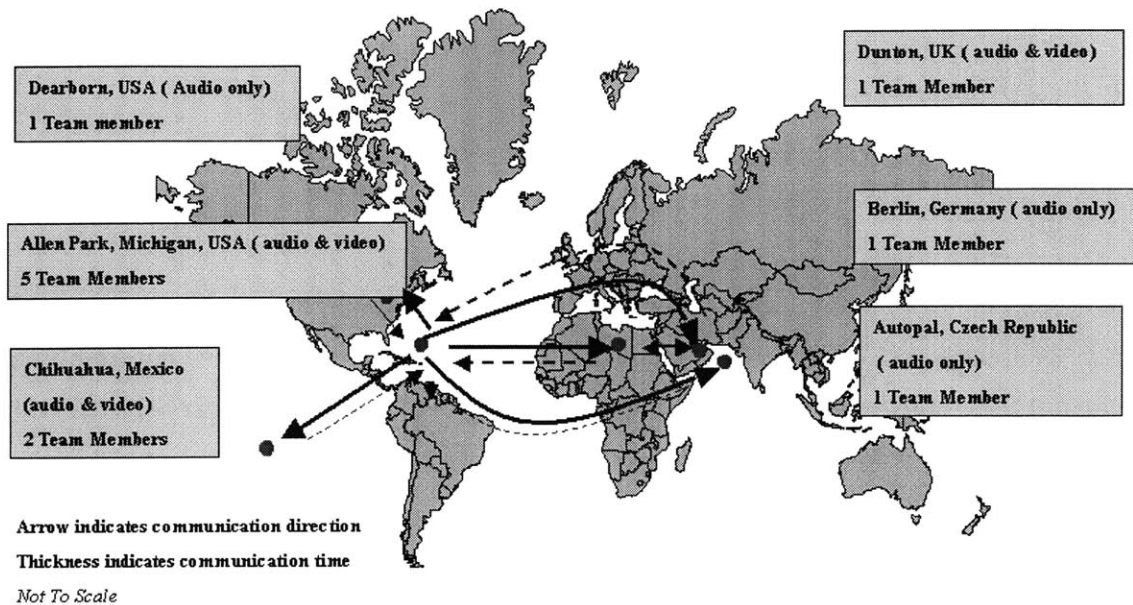 Dearborn, USA ( Audio only)
1 Team member
Dunton, UK ( audio & video)
1 Team Member
Allen Park, Michigan, USA ( audio & video)
5 Team Members
Berlin, Germany ( audio only)
1 Team Member
Chihuahua, Mexico
(audio & video)
2 Team Members
Autopal, Czech Republic
( audio only)
1 Team Member
Arrow indicates communication direction
Thickness indicates communication time
Not To Scale